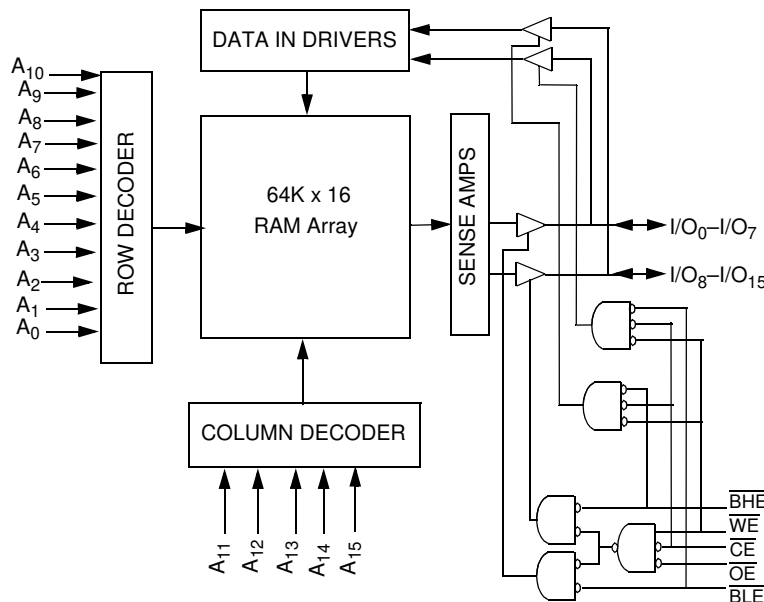 DATA IN DRIVERS
A10
A9
A8
A7
A6
A5
A4
A3
A2
A1
A0
ROW DECODER
64K x 16
RAM Array
SENSE AMPS
I/O0–I/O7
I/O8–I/O15
COLUMN DECODER
A11
A12
A13
A14
A15
BHE
WE
CE
OE
BLE